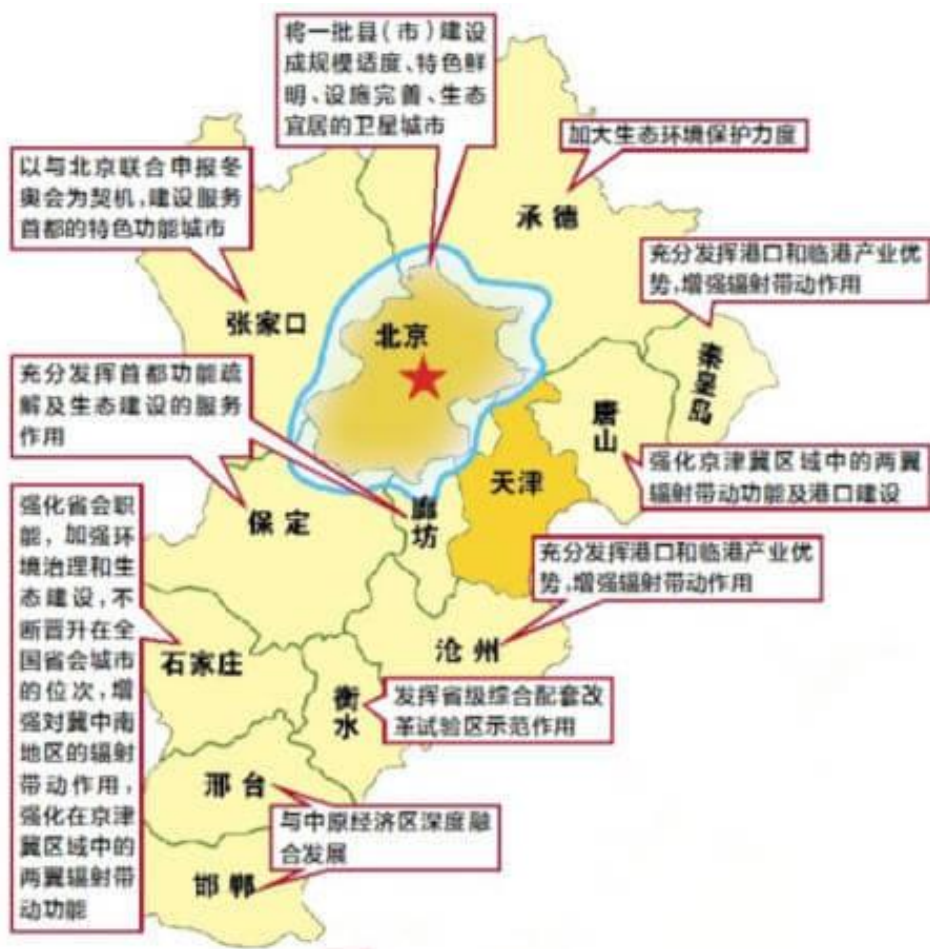 将一批县（市）建设
成规模适度、特色鲜
明、设施完善、生态
宜居的卫星城市
加大生态环境保护力度
以与北京联合申报冬
奥会为契机，建设服务
首都的特色功能城市
承德
充分发挥港口和临港产业优
势，增强辐射带动作用
张家口
北京
秦皇岛
充分发挥首都功能疏
解及生态建设的服务
作用
唐山
强化京津冀区域中的两翼
辐射带动功能及港口建设
天津
廊坊
保定
强化省会职
能，加强环
境治理和生
态建设，不
断晋升在全
国省会城市
的位次，增
强对冀中南
地区的辐射
带动作用，
强化在京津
冀区域中的
两翼辐射带
动功能
充分发挥港口和临港产业优
势，增强辐射带动作用
沧州
石家庄
衡水
发挥省级综合配套改
革试验区示范作用
邢台
与中原经济区深度融
合发展
邯郸